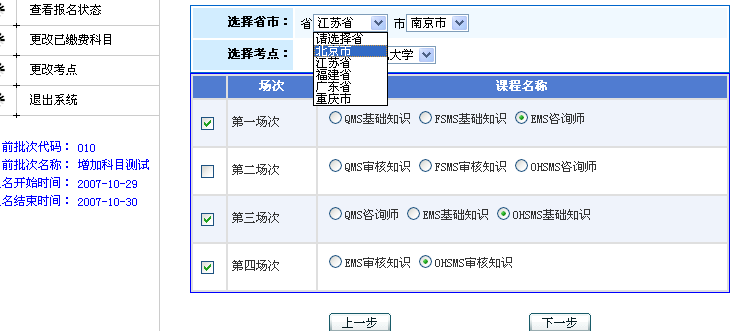 查看报名状态
更改已缴费科目
更改考点
退出系统
前批次代码： 010
前批次名称： 增加科目测试
名开始时间： 2007-10-29
名结束时间： 2007-10-30
选择省市： 省 江苏省 市 南京市
请选择省
北京市
江苏省
福建省
广东省
重庆市
选择考点： 大学
场次 课程名称
第一场次 QMS基础知识 FSMS基础知识 EMS咨询师
第二场次 QMS审核知识 FSMS审核知识 OHSMS咨询师
第三场次 QMS咨询师 EMS基础知识 OHSMS基础知识
第四场次 EMS审核知识 OHSMS审核知识
上一步 下一步